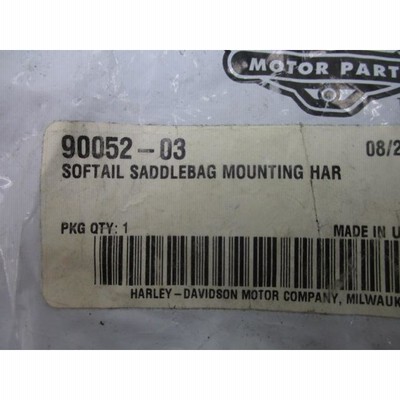 MOTOR PART
90052-03 08/2
SOFTAIL SADDLEBAG MOUNTING HAR
PKG QTY: 1 MADE IN U
HARLEY-DAVIDSON MOTOR COMPANY, MILWAUK